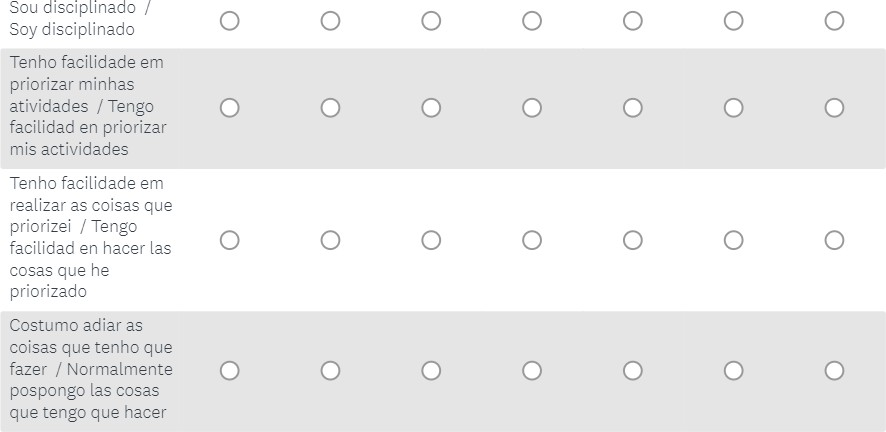 Sou disciplinado / 
Soy disciplinado
Tenho facilidade em
priorizar minhas
atividades / Tengo
facilidad en priorizar
mis actividades
Tenho facilidade em
realizar as coisas que
priorizei / Tengo
facilidad en hacer las
cosas que he
priorizado
Costumo adiar as
coisas que tenho que
fazer / Normalmente
pospongo las cosas
que tengo que hacer